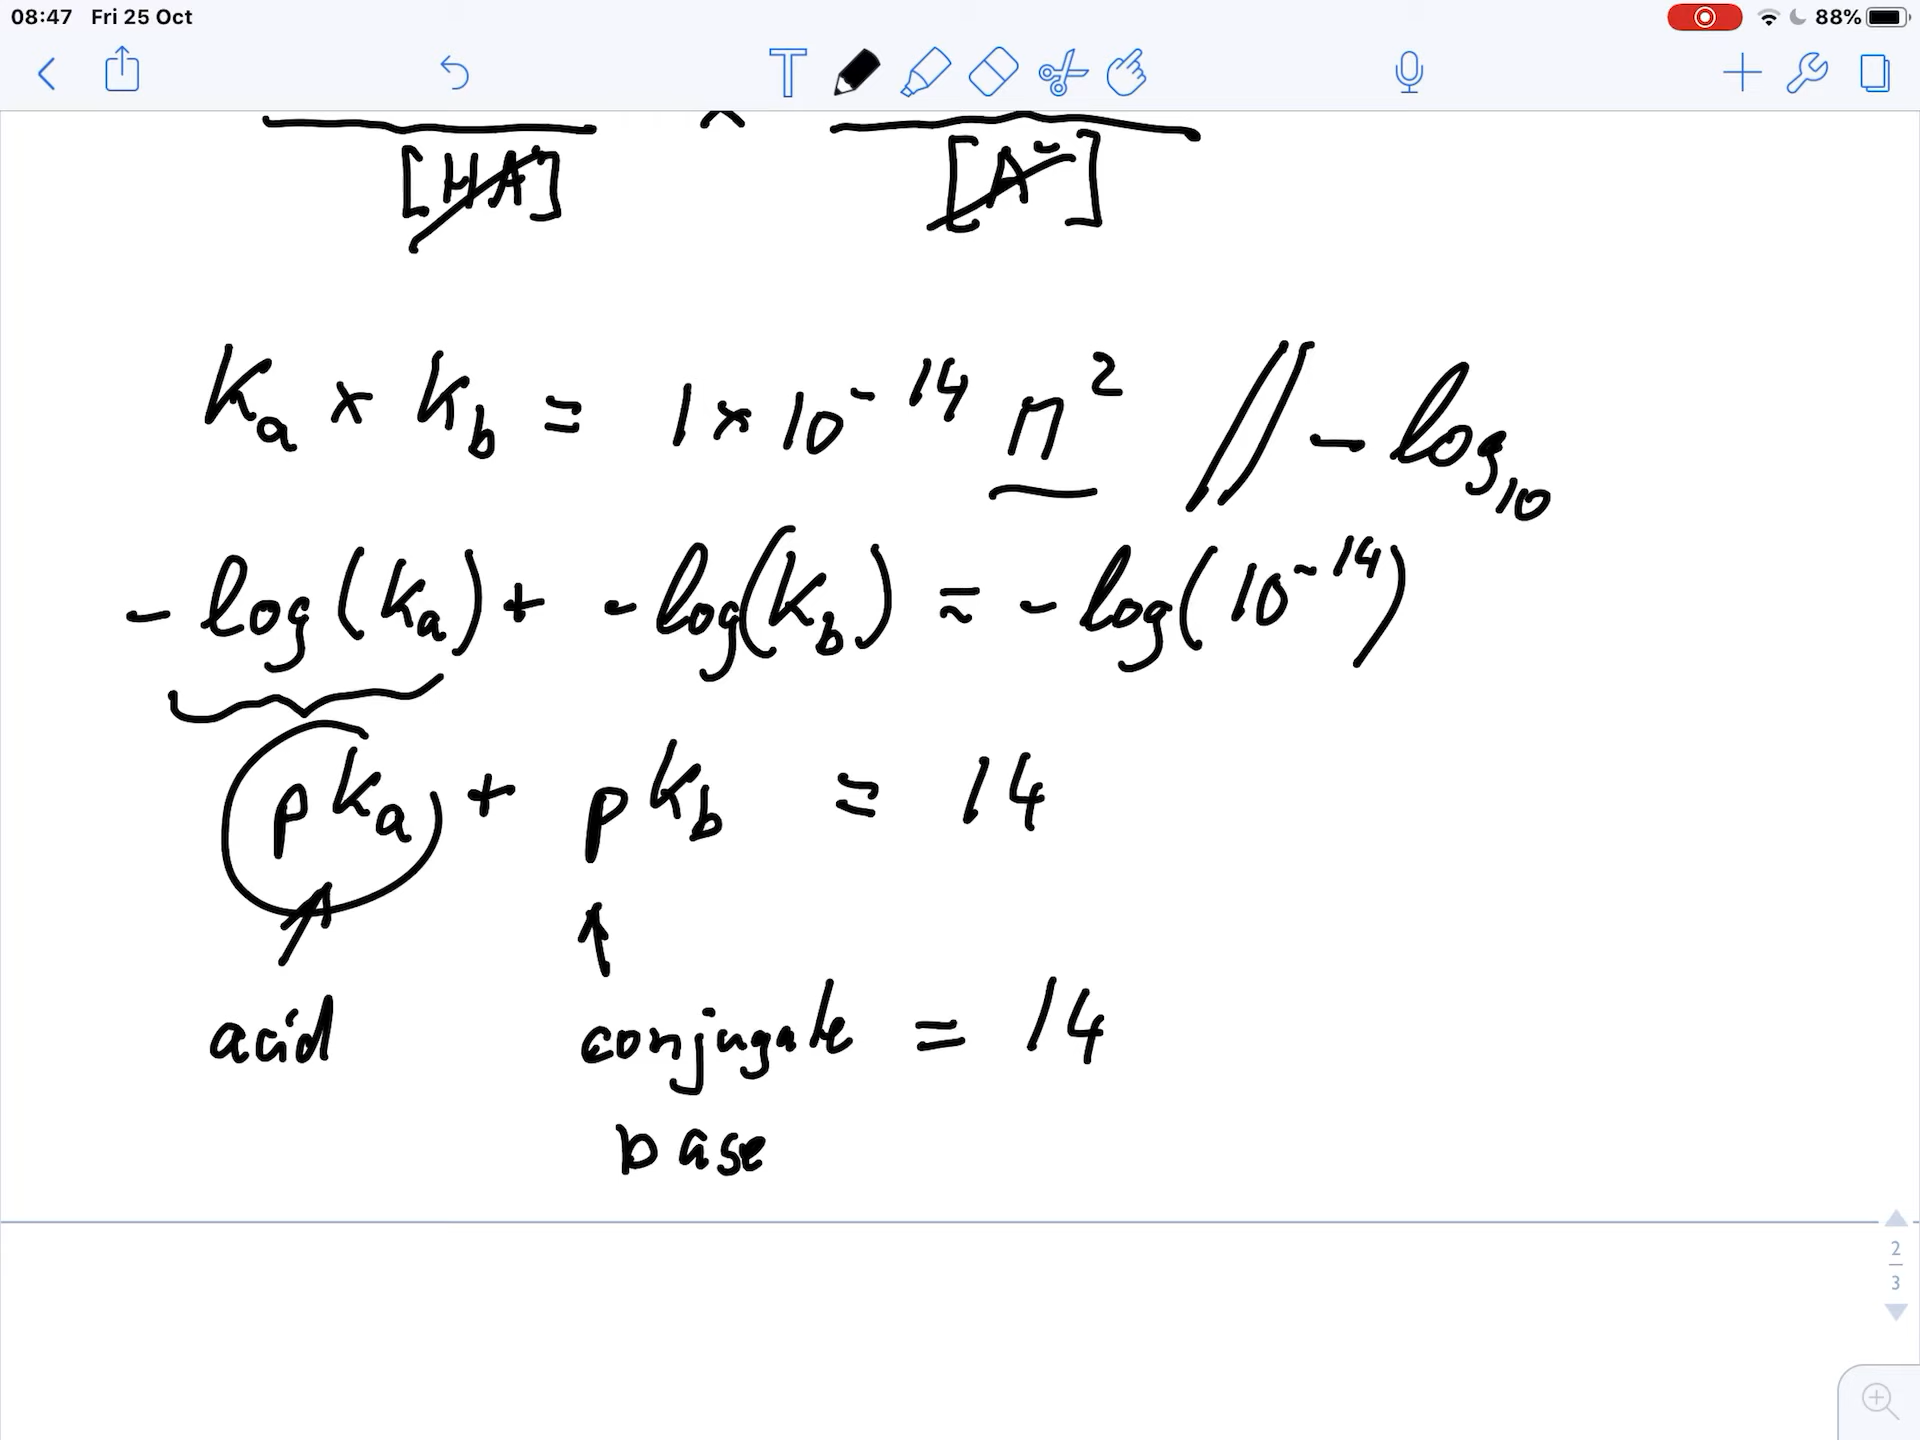 08:47 Fri 25 Oct 88%
T
[HA] × [A⁻]
Ka × Kb = 1 × 10⁻¹⁴ M² // - log₁₀
- log (Ka) + - log(Kb) = - log(10⁻¹⁴)
pKa + pKb = 14
acid conjugate = 14
base
2
3